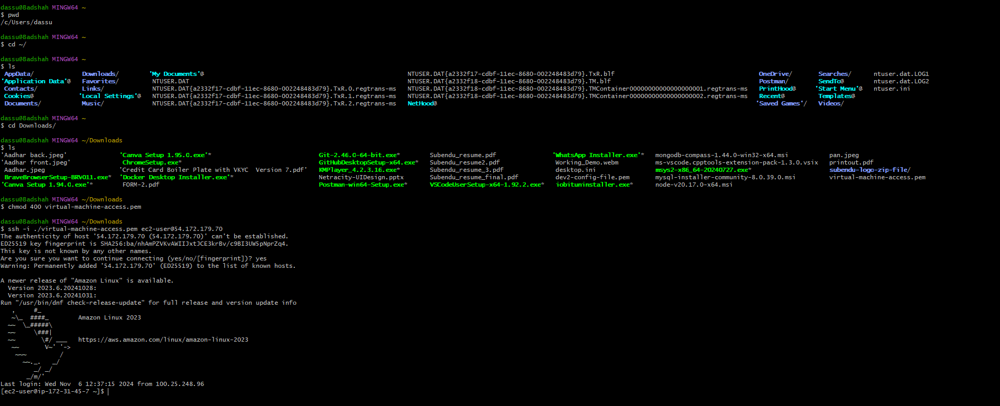 dassu@Badshah MINGW64 ~
$ pwd
/c/Users/dassu

dassu@Badshah MINGW64 ~
$ cd ~/

dassu@Badshah MINGW64 ~
$ ls
 AppData/             Downloads/        'My Documents'@                                                       NTUSER.DAT{a2332f17-cdbf-11ec-8680-002248483d79}.TxR.blf                                       OneDrive/       Searches/      ntuser.dat.LOG1
'Application Data'@   Favorites/         NTUSER.DAT                                                           NTUSER.DAT{a2332f18-cdbf-11ec-8680-002248483d79}.TM.blf                                        Postman/        SendTo@        ntuser.dat.LOG2
 Contacts/            Links/             NTUSER.DAT{a2332f17-cdbf-11ec-8680-002248483d79}.TxR.0.regtrans-ms   NTUSER.DAT{a2332f18-cdbf-11ec-8680-002248483d79}.TMContainer00000000000000000001.regtrans-ms   PrintHood@     'Start Menu'@   ntuser.ini
 Cookies@            'Local Settings'@   NTUSER.DAT{a2332f17-cdbf-11ec-8680-002248483d79}.TxR.1.regtrans-ms   NTUSER.DAT{a2332f18-cdbf-11ec-8680-002248483d79}.TMContainer00000000000000000002.regtrans-ms   Recent@         Templates@
 Documents/           Music/             NTUSER.DAT{a2332f17-cdbf-11ec-8680-002248483d79}.TxR.2.regtrans-ms   NetHood@                                                                                      'Saved Games'/   Videos/

dassu@Badshah MINGW64 ~
$ cd Downloads/

dassu@Badshah MINGW64 ~/Downloads
$ ls
'Aadhar back.jpeg'              'Canva Setup 1.95.0.exe'*                             Git-2.46.0-64-bit.exe*        Subendu_resume.pdf               'WhatsApp Installer.exe'*   mongodb-compass-1.44.0-win32-x64.msi        pan.jpeg
'Aadhar front.jpeg'              ChromeSetup.exe*                                     GitHubDesktopSetup-x64.exe*   Subendu_resume2.pdf               Working_Demo.webm          ms-vscode.cpptools-extension-pack-1.3.0.vsix   printout.pdf
 Aadhar.jpeg                    'Credit Card Boiler Plate with VKYC  Version 7.pdf'   KMPlayer_4.2.3.16.exe*        Subendu_resume_3.pdf              desktop.ini                msys2-x86_64-20240727.exe*                     subendu-logo-zip-file/
 BraveBrowserSetup-BRV011.exe*  'Docker Desktop Installer.exe'*                       Netracity-UIDesign.pptx       Subendu_resume_final.pdf          dev2-config-file.pem       mysql-installer-community-8.0.39.0.msi         virtual-machine-access.pem
'Canva Setup 1.94.0.exe'*        FORM-2.pdf                                           Postman-win64-Setup.exe*      VSCodeUserSetup-x64-1.92.2.exe*   iobituninstaller.exe*      node-v20.17.0-x64.msi

dassu@Badshah MINGW64 ~/Downloads
$ chmod 400 virtual-machine-access.pem

dassu@Badshah MINGW64 ~/Downloads
$ ssh -i ./virtual-machine-access.pem ec2-user@54.172.179.70
The authenticity of host '54.172.179.70 (54.172.179.70)' can't be established.
ED25519 key fingerprint is SHA256:ba/nhAmPZVKvAWIIJxtJCE3krBv/c9BI3UW5pNprZq4.
This key is not known by any other names.
Are you sure you want to continue connecting (yes/no/[fingerprint])? yes
Warning: Permanently added '54.172.179.70' (ED25519) to the list of known hosts.

A newer release of "Amazon Linux" is available.
  Version 2023.6.20241028:
  Version 2023.6.20241031:
Run "/usr/bin/dnf check-release-update" for full release and version update info
   ,     #_
   ~\_  ####_        Amazon Linux 2023
  ~~  \_#####\
  ~~     \###|
  ~~       \#/ ___   https://aws.amazon.com/linux/amazon-linux-2023
   ~~       V~' '->
    ~~~         /
      ~~._.   _/
         _/ _/
       _/m/'
Last login: Wed Nov  6 12:37:15 2024 from 100.25.248.96
[ec2-user@ip-172-31-45-7 ~]$